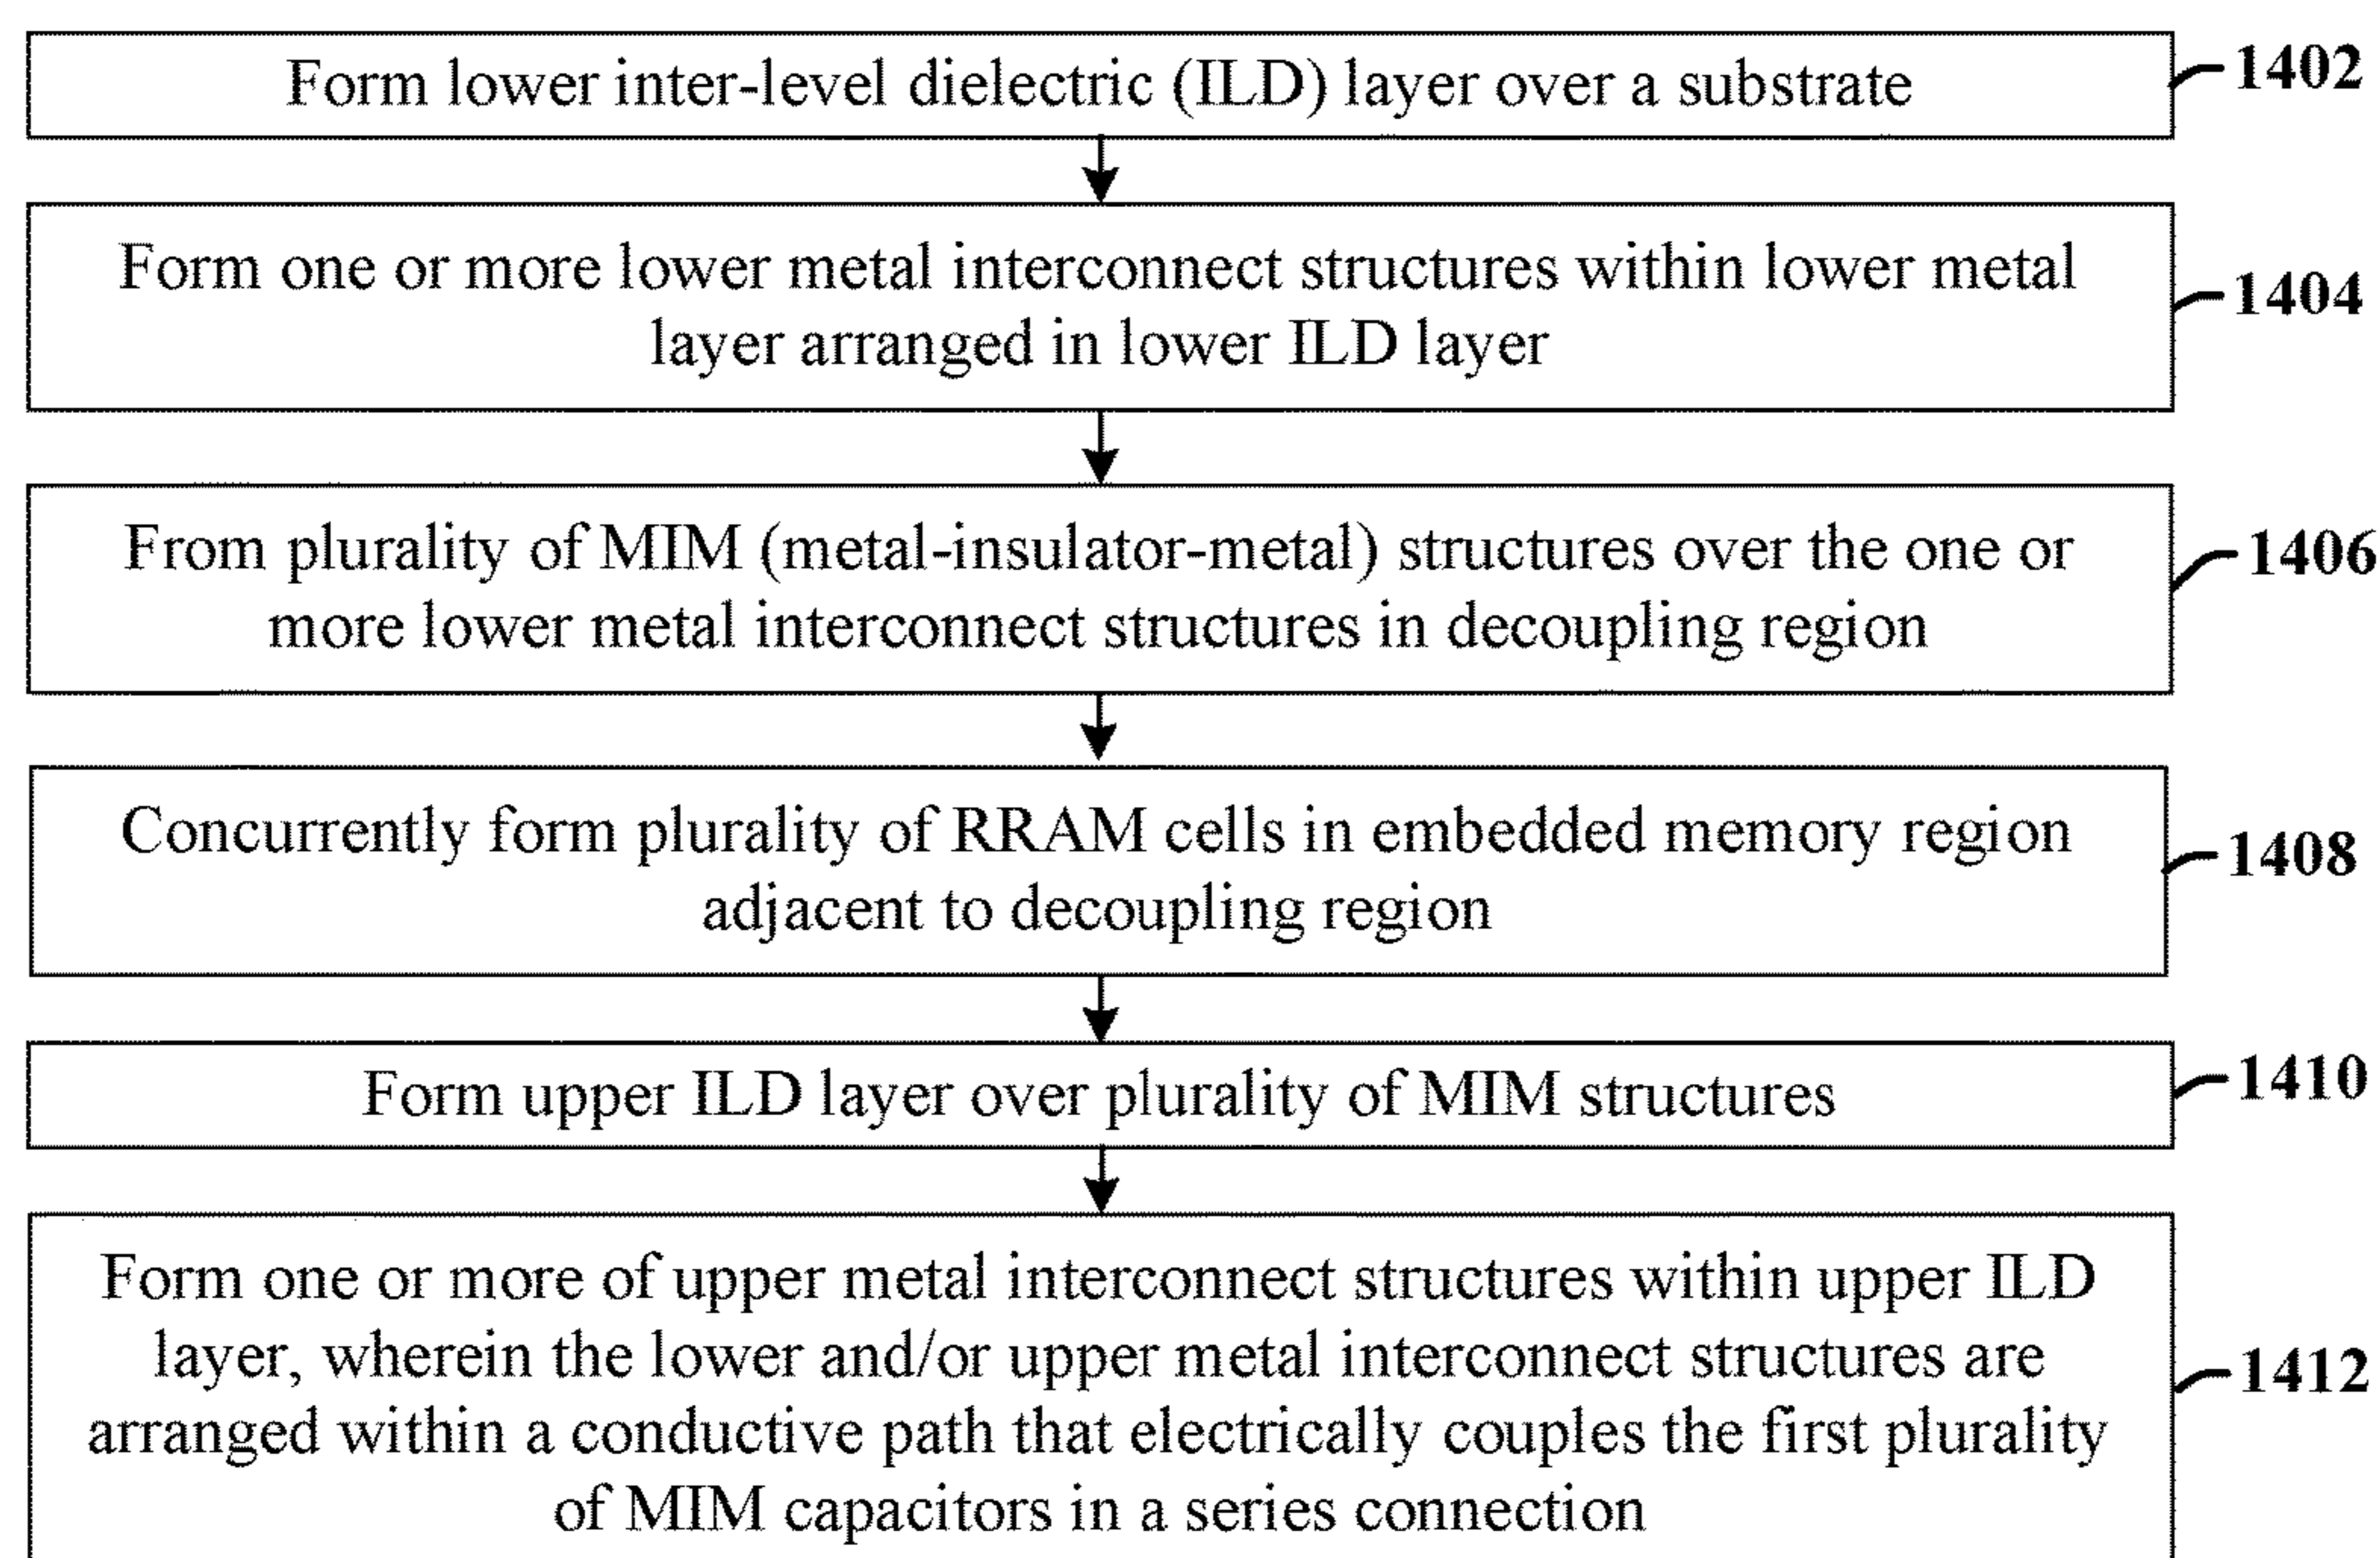 Form lower inter-level dielectric (ILD) layer over a substrate
1402
Form one or more lower metal interconnect structures within lower metal
layer arranged in lower ILD layer
1404
From plurality of MIM (metal-insulator-metal) structures over the one or
more lower metal interconnect structures in decoupling region
1406
Concurrently form plurality of RRAM cells in embedded memory region
adjacent to decoupling region
1408
Form upper ILD layer over plurality of MIM structures
1410
Form one or more of upper metal interconnect structures within upper ILD
layer, wherein the lower and/or upper metal interconnect structures are
arranged within a conductive path that electrically couples the first plurality
of MIM capacitors in a series connection
1412